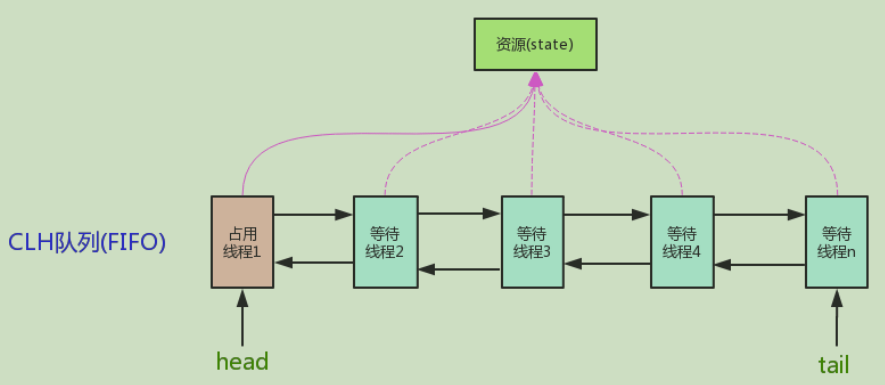 资源(state)
CLH队列(FIFO)
占用
线程1
等待
线程2
等待
线程3
等待
线程4
等待
线程n
head
tail